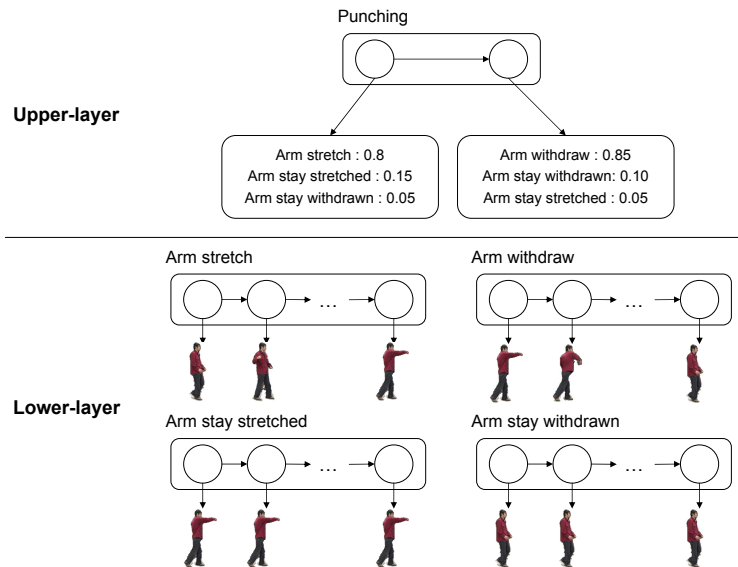 Punching
Upper-layer
Arm stretch : 0.8
Arm stay stretched : 0.15
Arm stay withdrawn : 0.05
Arm withdraw : 0.85
Arm stay withdrawn: 0.10
Arm stay stretched : 0.05
Arm stretch
Arm withdraw
...
...
Lower-layer
Arm stay stretched
Arm stay withdrawn
...
...